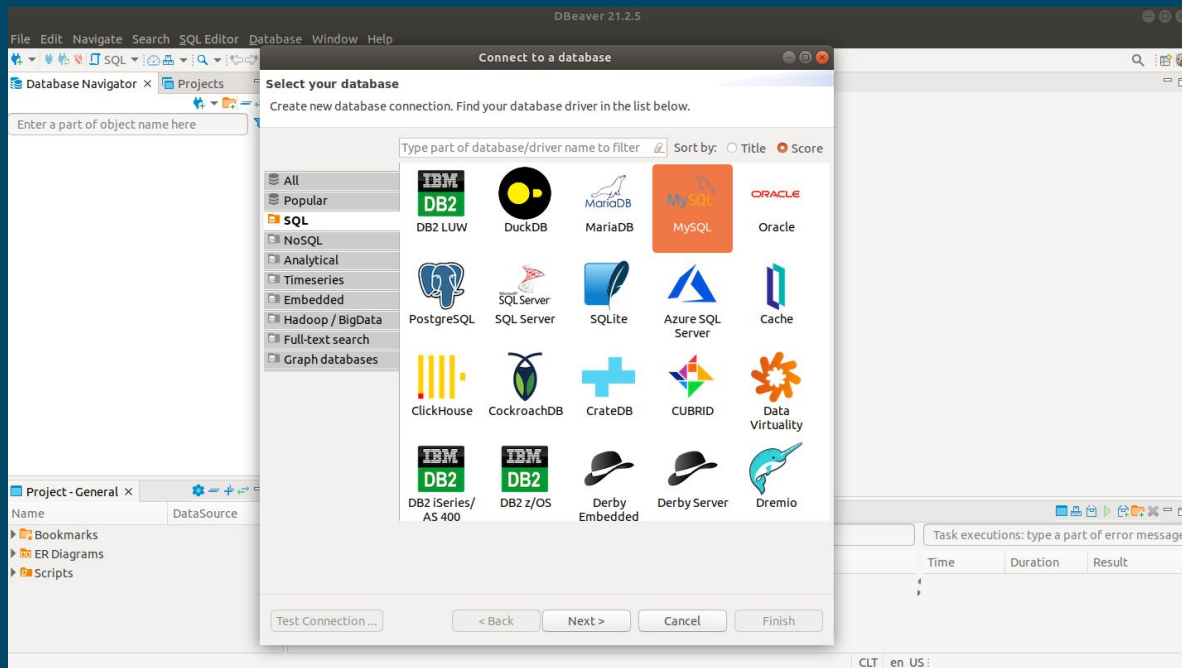 DBeaver 21.2.5
File Edit Navigate Search SQL Editor Database Window Help
SQL
Connect to a database
Database Navigator
Projects
Enter a part of object name here
Select your database
Create new database connection. Find your database driver in the list below.
Type part of database/driver name to filter
Sort by: Title Score
All
Popular
SQL
NoSQL
Analytical
Timeseries
Embedded
Hadoop / BigData
Full-text search
Graph databases
IBM
DB2
MariaDB
MySQL
ORACLE
DB2 LUW
DuckDB
MariaDB
MySQL
Oracle
SQL Server
PostgreSQL
SQL Server
SQLite
Azure SQL
Server
Cache
ClickHouse
CockroachDB
CrateDB
CUBRID
Data
Virtuality
IBM
DB2
IBM
DB2
DB2 iSeries/
AS 400
DB2 z/OS
Derby
Embedded
Derby Server
Dremio
Test Connection ...
< Back
Next >
Cancel
Finish
Project - General
Name
DataSource
Bookmarks
ER Diagrams
Scripts
Task executions: type a part of error message
Time
Duration
Result
CLT
en US